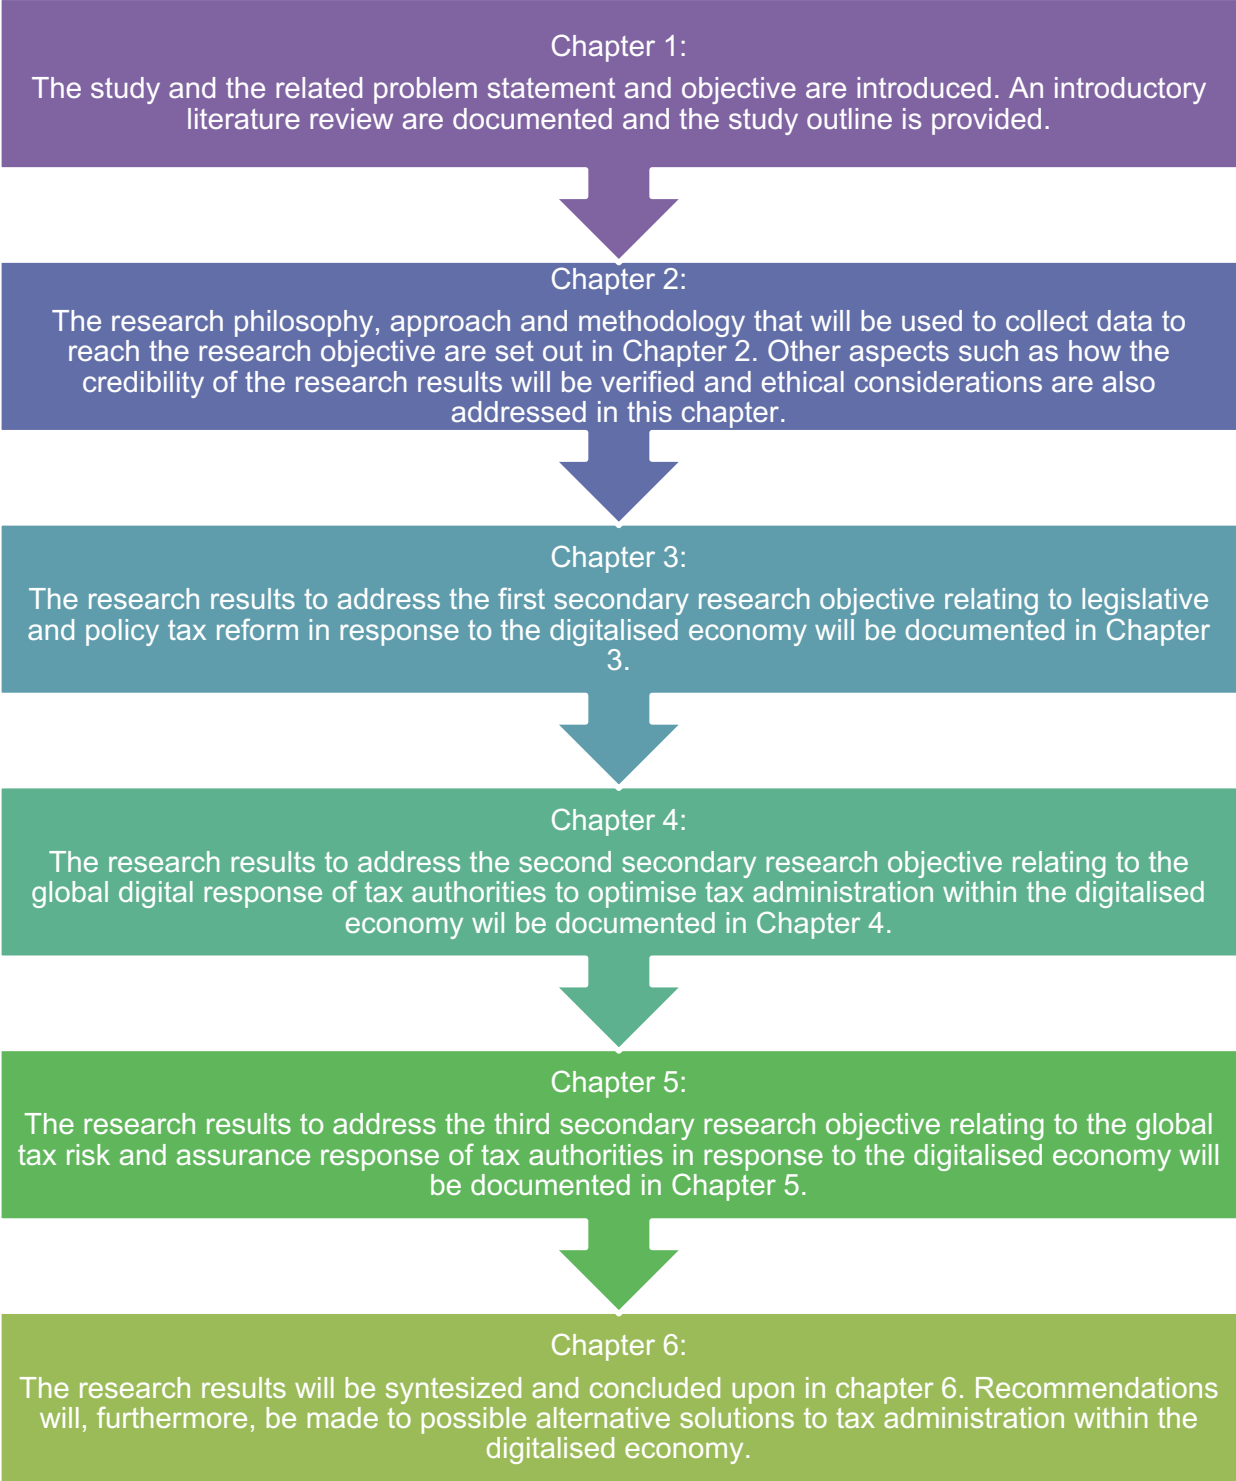 Chapter 1:
The study and the related problem statement and objective are introduced. An introductory
literature review are documented and the study outline is provided.
Chapter 2:
The research philosophy, approach and methodology that will be used to collect data to
reach the research objective are set out in Chapter 2. Other aspects such as how the
credibility of the research results will be verified and ethical considerations are also
addressed in this chapter.
Chapter 3:
The research results to address the first secondary research objective relating to legislative
and policy tax reform in response to the digitalised economy will be documented in Chapter
3.
Chapter 4:
The research results to address the second secondary research objective relating to the
global digital response of tax authorities to optimise tax administration within the digitalised
economy wil be documented in Chapter 4.
Chapter 5:
The research results to address the third secondary research objective relating to the global
tax risk and assurance response of tax authorities in response to the digitalised economy will
be documented in Chapter 5.
Chapter 6:
The research results will be syntesized and concluded upon in chapter 6. Recommendations
will, furthermore, be made to possible alternative solutions to tax administration within the
digitalised economy.